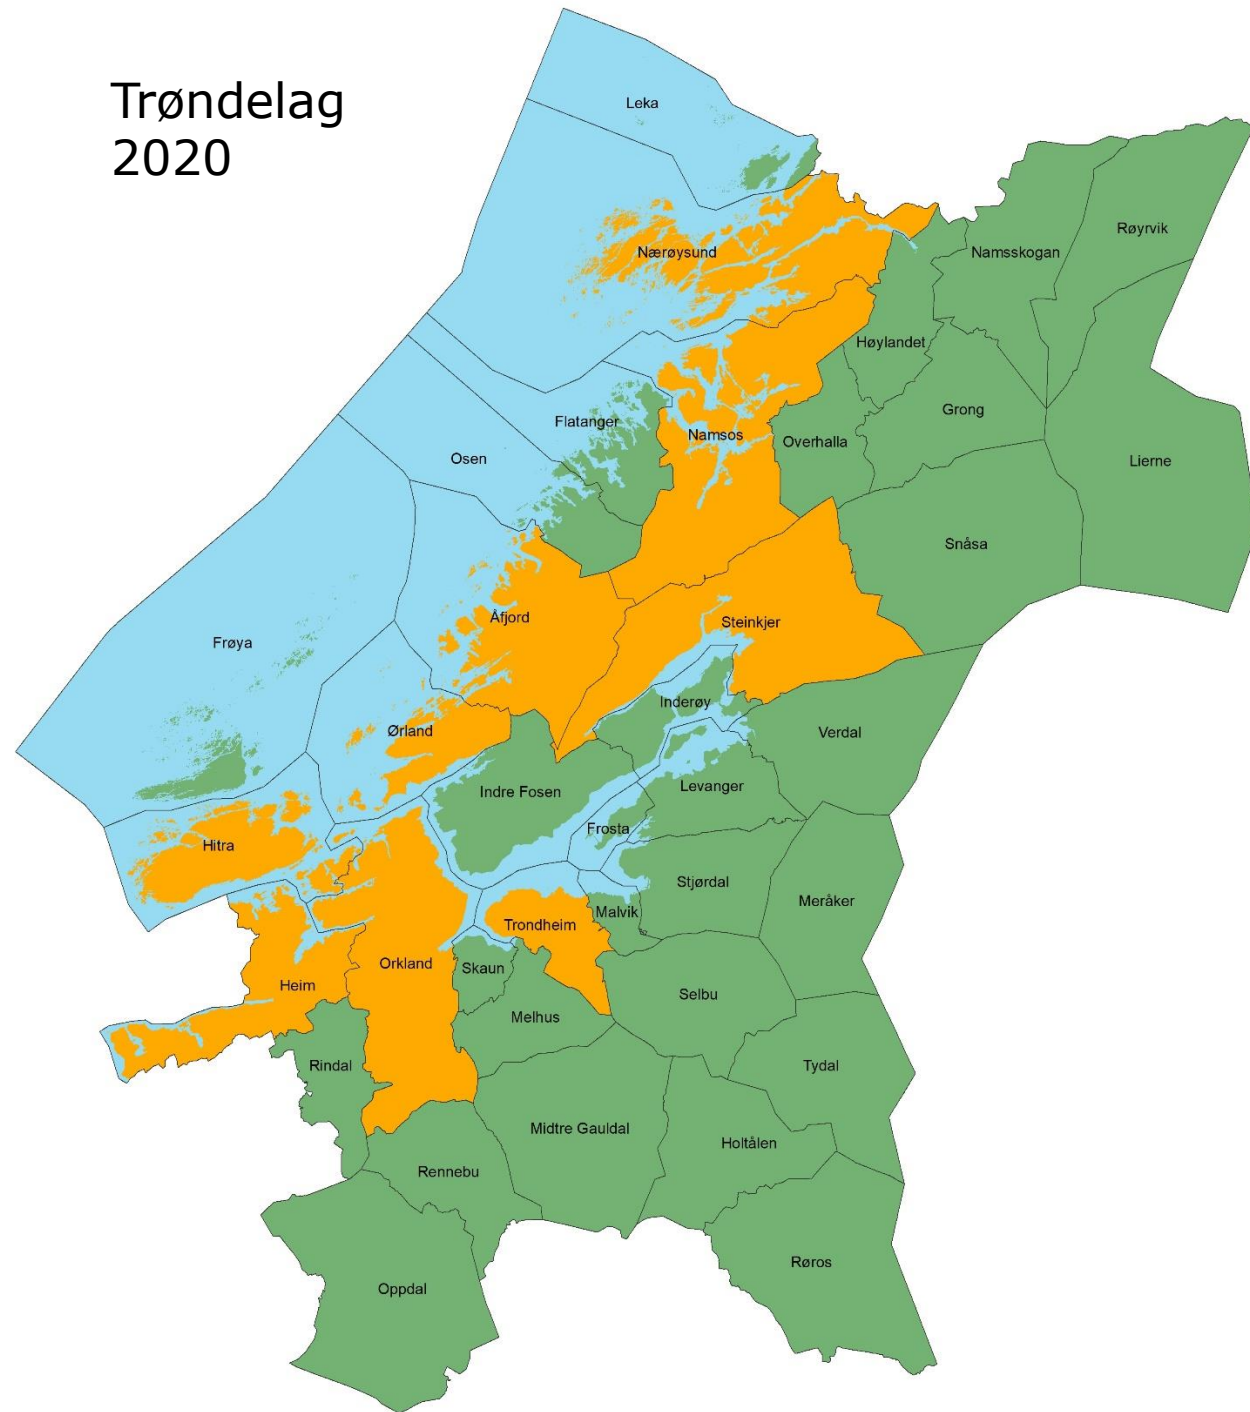 Trøndelag
2020
Leka
Nærøysund
Namsskogan
Røyrvik
Høylandet
Grong
Flatanger
Namsos
Overhalla
Osen
Lierne
Snåsa
Åfjord
Steinkjer
Frøya
Inderøy
Ørland
Verdal
Indre Fosen
Levanger
Frosta
Hitra
Stjørdal
Meråker
Malvik
Trondheim
Orkland
Skaun
Heim
Selbu
Melhus
Rindal
Tydal
Midtre Gauldal
Holtålen
Rennebu
Røros
Oppdal